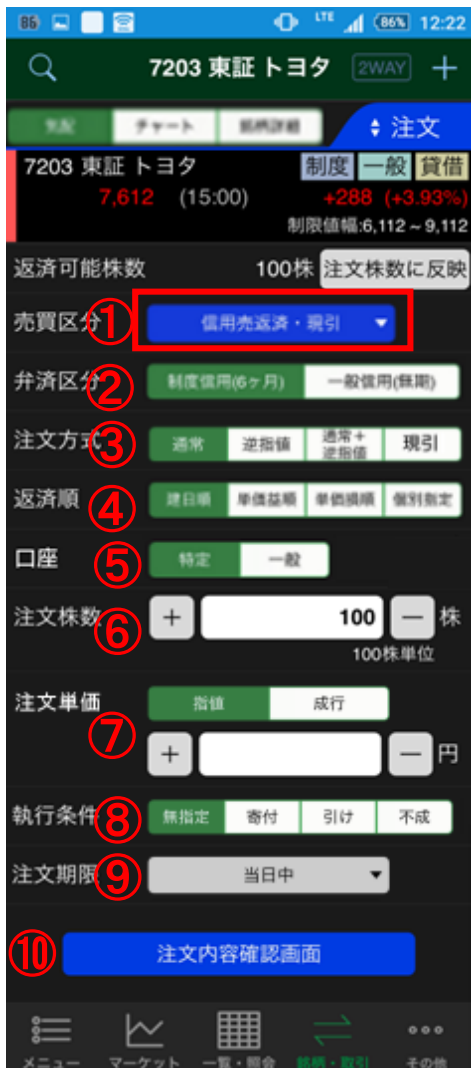 86 LTE 86% 12:22
7203 東証 トヨタ 2WAY +
気配 チャート 銘柄詳細 注文
7203 東証 トヨタ 制度 一般 貸借
7,612 (15:00) +288 (+3.93%)
制限値幅:6,112 ~ 9,112
返済可能株数 100株 注文株数に反映
売買区分 ① 信用売返済・現引
弁済区分 ② 制度信用(6ヶ月) 一般信用(無期)
注文方式 ③ 通常 逆指値 通常+逆指値 現引
返済順 ④ 建日順 単価益順 単価損順 個別指定
口座 ⑤ 特定 一般
注文株数 ⑥ + 100 — 株
100株単位
注文単価 ⑦ 指値 成行
+ — 円
執行条件 ⑧ 無指定 寄付 引け 不成
注文期限 ⑨ 当日中
⑩ 注文内容確認画面
メニュー マーケット 一覧・照会 銘柄・取引 その他